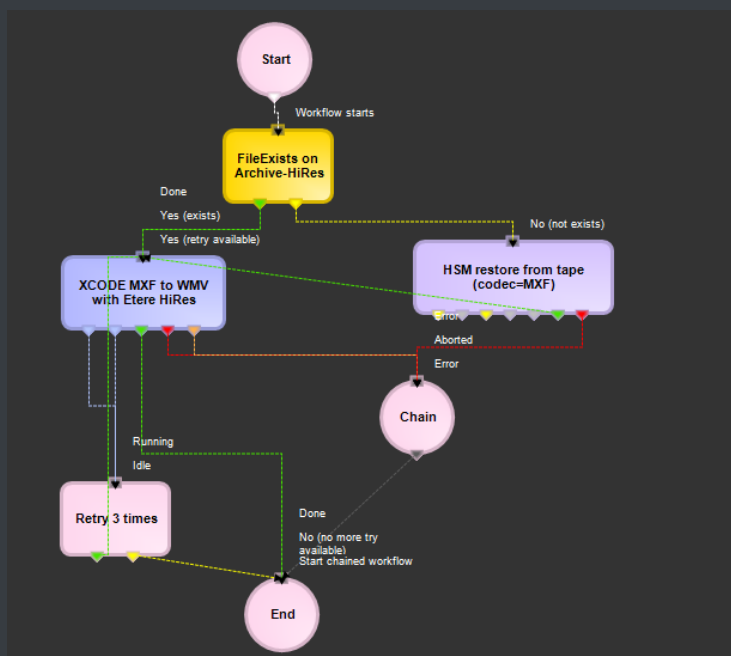 Start
Workflow starts
FileExists on
Archive-HiRes
Done
Yes (exists)
Yes (retry available)
No (not exists)
XCODE MXF to WMV
with Etere HiRes
HSM restore from tape
(codec=MXF)
Error
Aborted
Error
Chain
Running
Idle
Retry 3 times
Done
No (no more try
available)
Start chained workflow
End